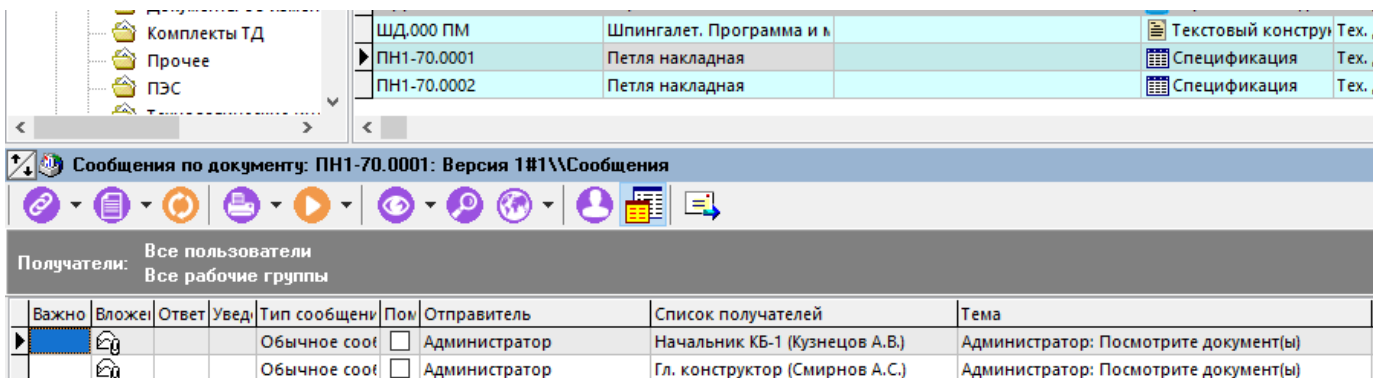 Комплекты ТД
Прочее
ПЭС
ШД.000 ПМ Шпингалет. Программа и м Текстовый констру Тех.
ПН1-70.0001 Петля накладная Спецификация Тех.
ПН1-70.0002 Петля накладная Спецификация Тех.
Сообщения по документу: ПН1-70.0001: Версия 1#1\\Сообщения
Получатели: Все пользователи
Все рабочие группы
Важно Вложе Ответ Увед Тип сообщени Пом Отправитель Список получателей Тема
Обычное сооб Администратор Начальник КБ-1 (Кузнецов А.В.) Администратор: Посмотрите документ(ы)
Обычное сооб Администратор Гл. конструктор (Смирнов А.С.) Администратор: Посмотрите документ(ы)